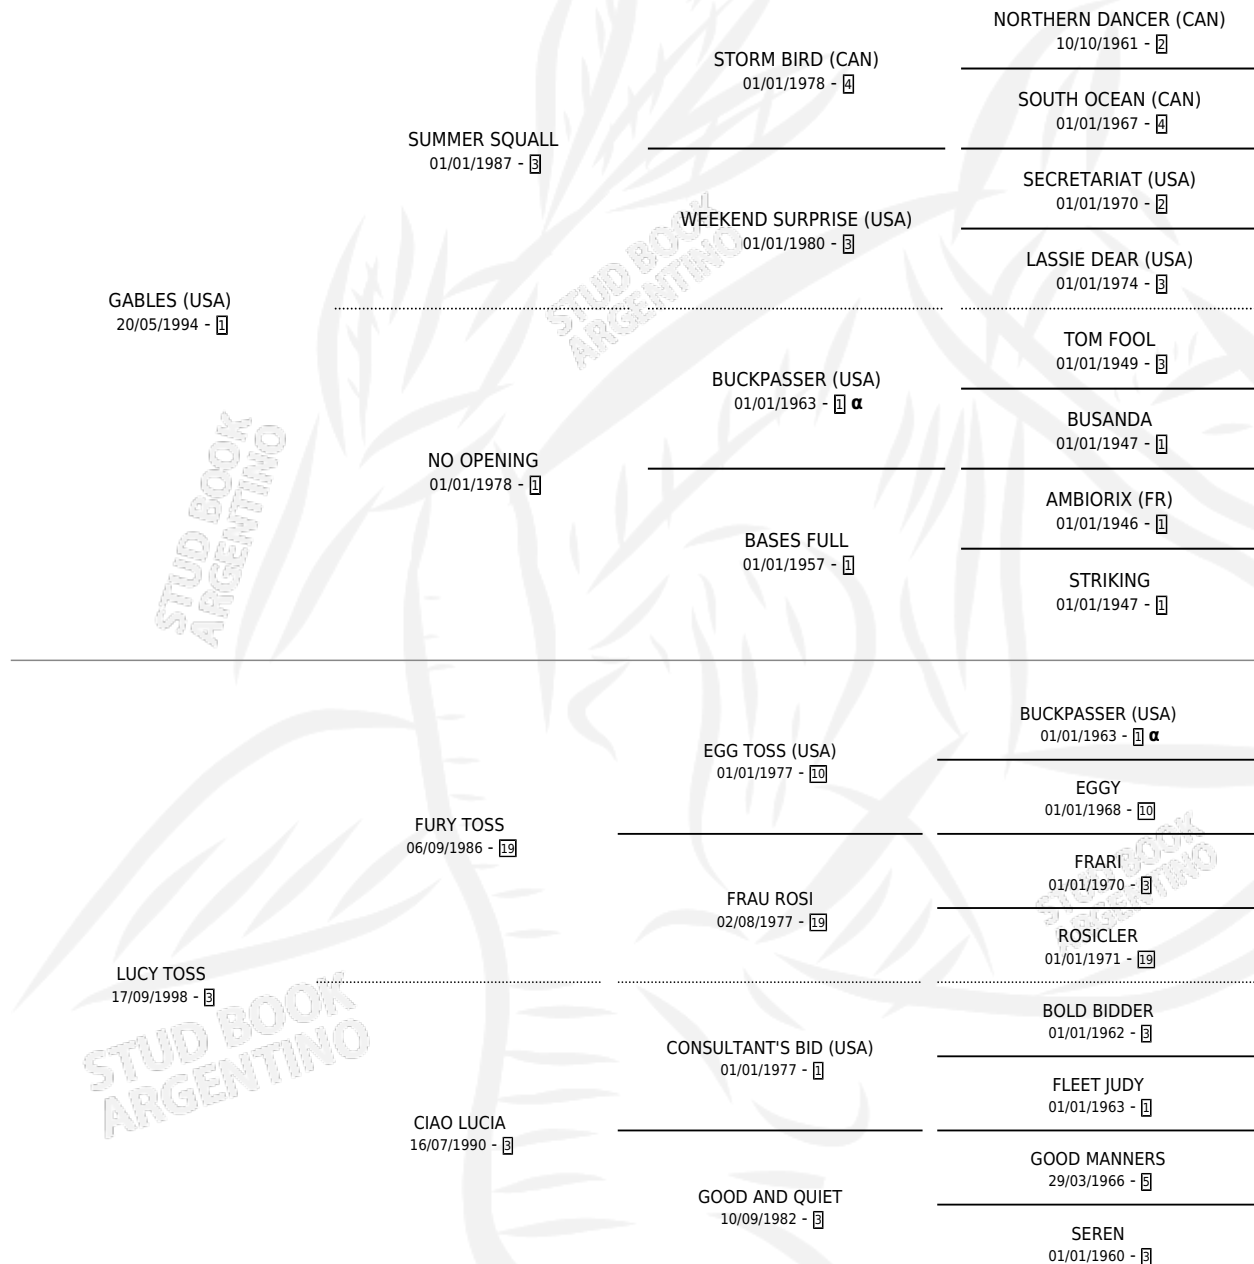 NORTHERN DANCER (CAN)
10/10/1961 - 2
STORM BIRD (CAN)
01/01/1978 - 4
SOUTH OCEAN (CAN)
01/01/1967 - 4
SUMMER SQUALL
01/01/1987 - 3
SECRETARIAT (USA)
01/01/1970 - 2
WEEKEND SURPRISE (USA)
01/01/1980 - 3
LASSIE DEAR (USA)
01/01/1974 - 3
GABLES (USA)
20/05/1994 - 1
TOM FOOL
01/01/1949 - 3
BUCKPASSER (USA)
01/01/1963 - 1 α
BUSANDA
01/01/1947 - 1
NO OPENING
01/01/1978 - 1
AMBIORIX (FR)
01/01/1946 - 1
BASES FULL
01/01/1957 - 1
STRIKING
01/01/1947 - 1
BUCKPASSER (USA)
01/01/1963 - 1 α
EGG TOSS (USA)
01/01/1977 - 10
EGGY
01/01/1968 - 10
FURY TOSS
06/09/1986 - 19
FRARI
01/01/1970 - 3
FRAU ROSI
02/08/1977 - 19
ROSICLER
01/01/1971 - 19
LUCY TOSS
17/09/1998 - 3
BOLD BIDDER
01/01/1962 - 3
CONSULTANT'S BID (USA)
01/01/1977 - 1
FLEET JUDY
01/01/1963 - 1
CIAO LUCIA
16/07/1990 - 3
GOOD MANNERS
29/03/1966 - 5
GOOD AND QUIET
10/09/1982 - 3
SEREN
01/01/1960 - 3
STUD BOOK
ARGENTINO
STUD BOOK
ARGENTINO
STUD BOOK
ARGENTINO
STUD BOOK
ARGENTINO